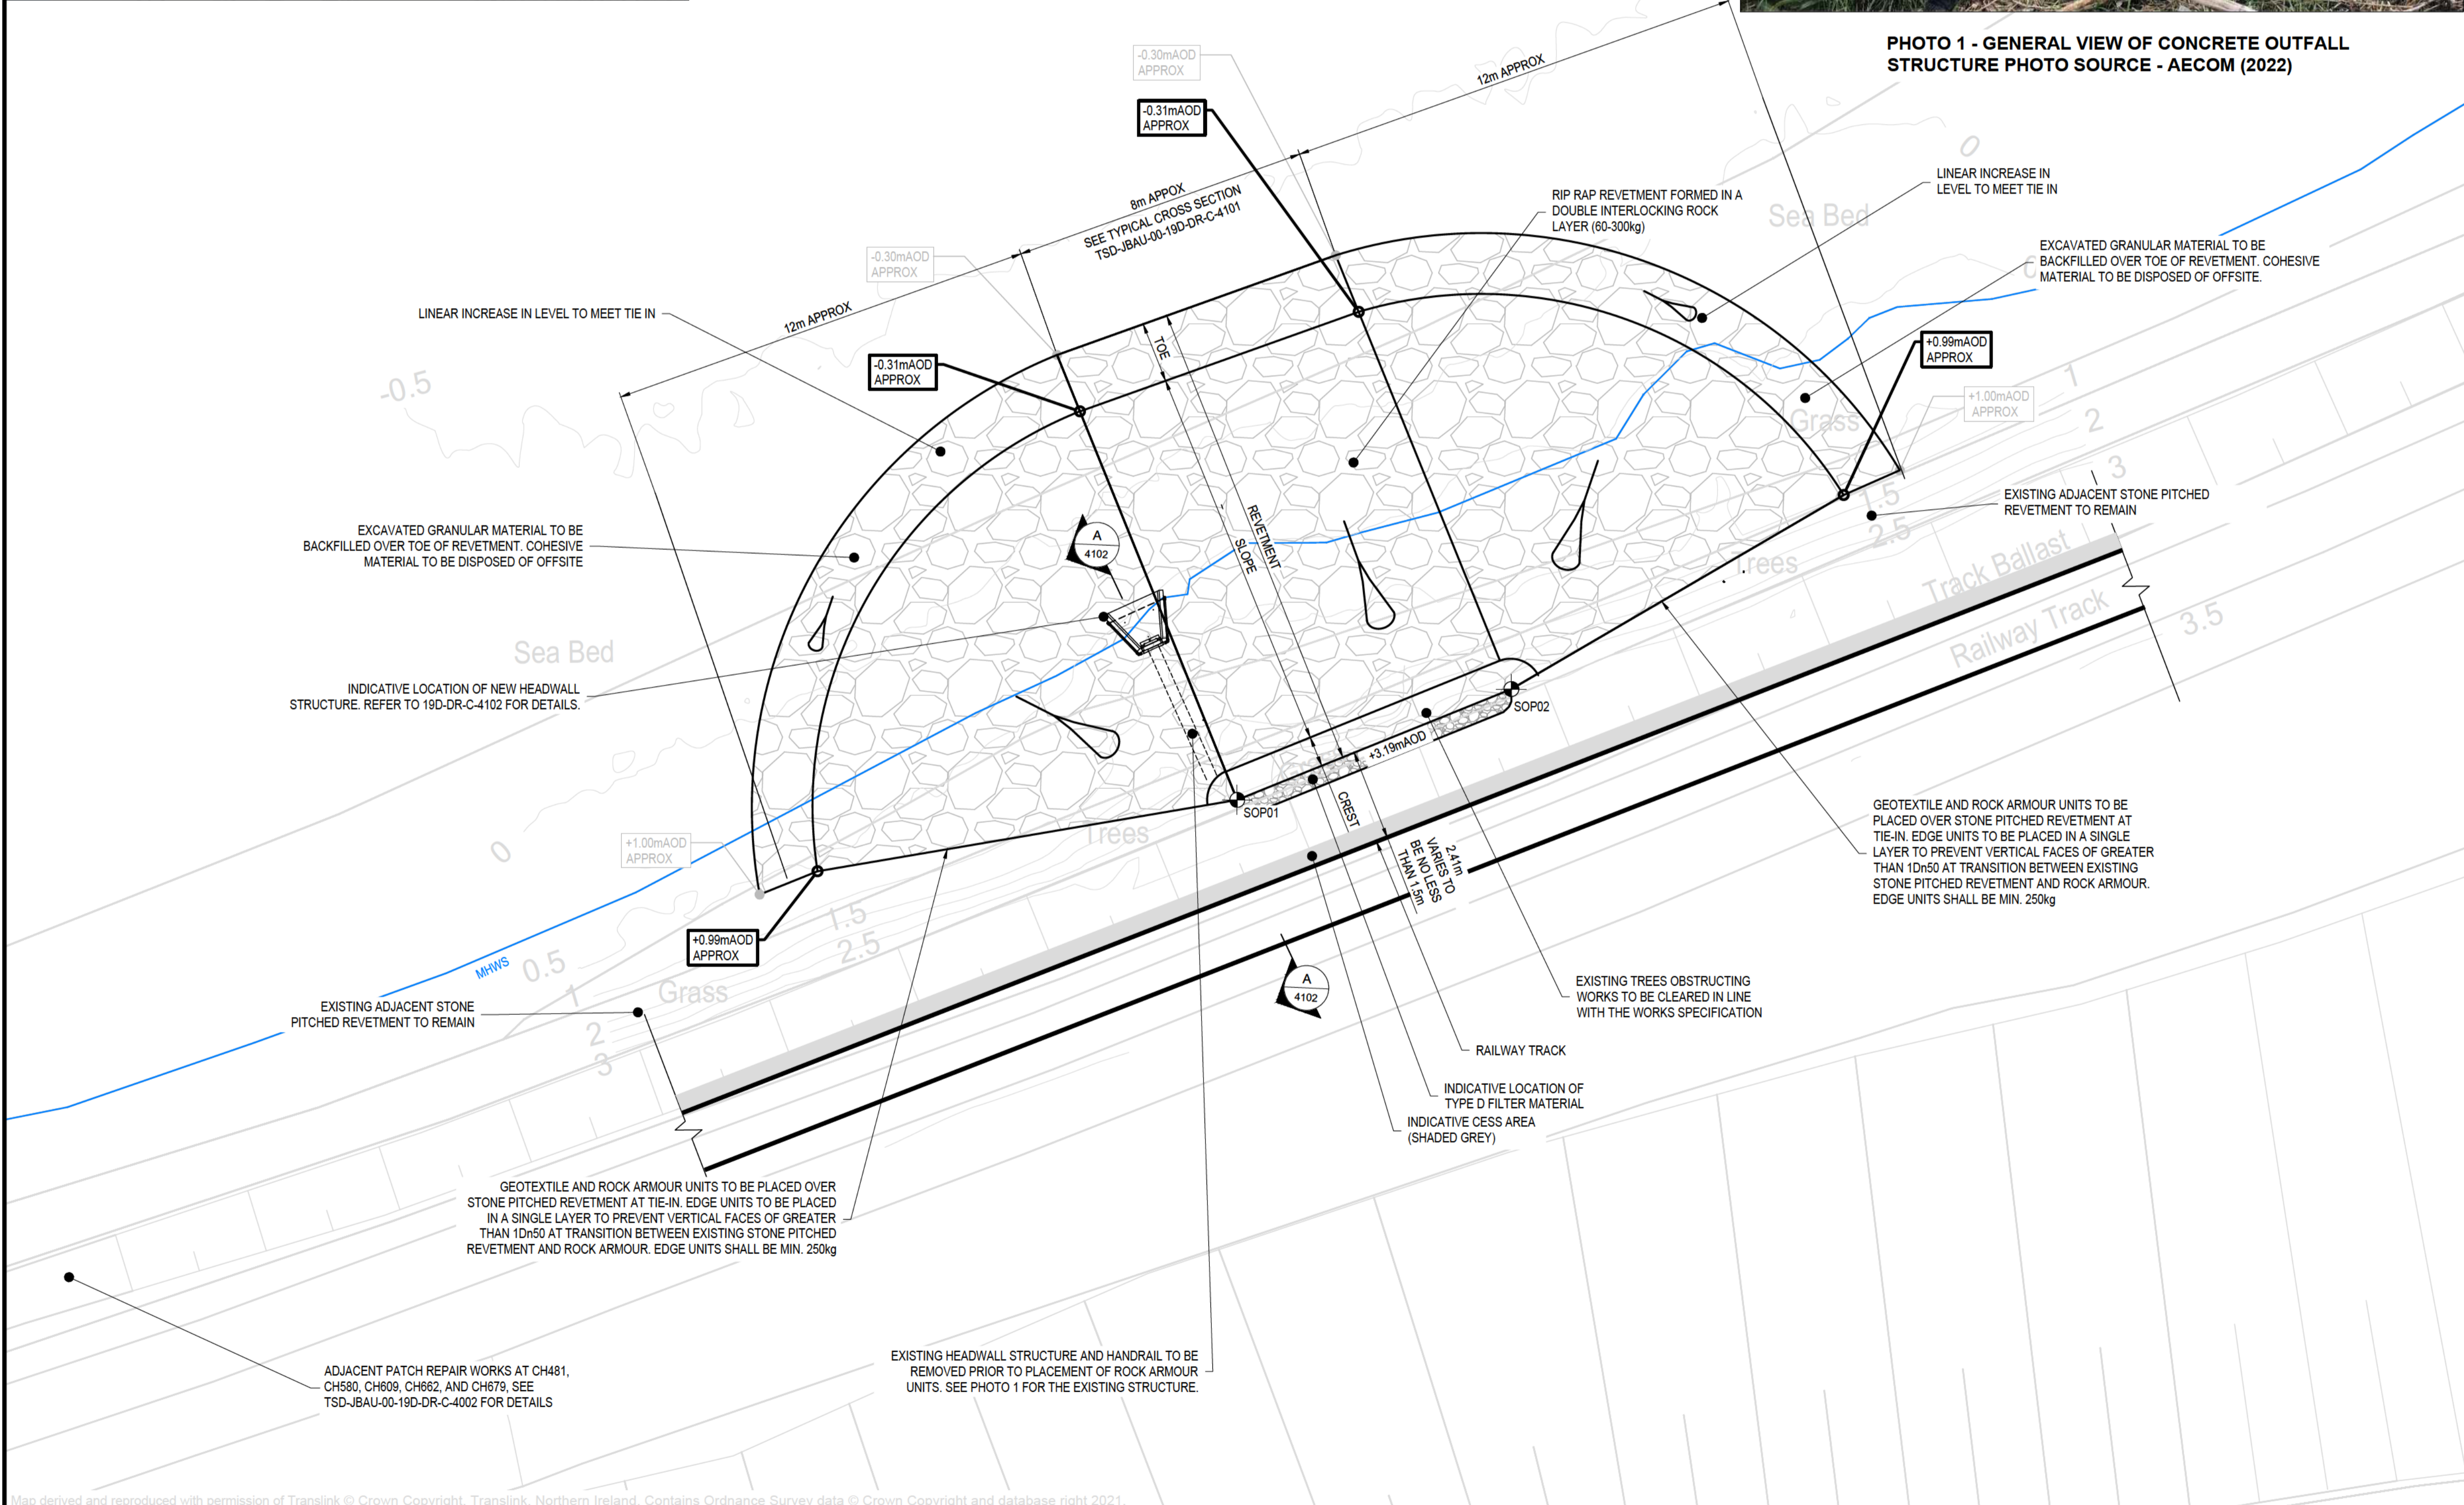 PHOTO 1 - GENERAL VIEW OF CONCRETE OUTFALL
STRUCTURE PHOTO SOURCE - AECOM (2022)
-0.30mAOD
APPROX
12m APPROX
-0.31mAOD
APPROX
0
LINEAR INCREASE IN
LEVEL TO MEET TIE IN
8m APPOX
SEE TYPICAL CROSS SECTION
TSD-JBAU-00-19D-DR-C-4101
RIP RAP REVETMENT FORMED IN A
DOUBLE INTERLOCKING ROCK
LAYER (60-300kg)
Sea Bed
-0.30mAOD
APPROX
EXCAVATED GRANULAR MATERIAL TO BE
BACKFILLED OVER TOE OF REVETMENT. COHESIVE
MATERIAL TO BE DISPOSED OF OFFSITE.
LINEAR INCREASE IN LEVEL TO MEET TIE IN
12m APPROX
TOE
-0.31mAOD
APPROX
+0.99mAOD
APPROX
-0.5
1
+1.00mAOD
APPROX
Grass
2
3
1.5
2.5
EXISTING ADJACENT STONE PITCHED
REVETMENT TO REMAIN
EXCAVATED GRANULAR MATERIAL TO BE
BACKFILLED OVER TOE OF REVETMENT. COHESIVE
MATERIAL TO BE DISPOSED OF OFFSITE
A
4102
REVETMENT
SLOPE
Trees
Track Ballast
Railway Track
3.5
Sea Bed
INDICATIVE LOCATION OF NEW HEADWALL
STRUCTURE. REFER TO 19D-DR-C-4102 FOR DETAILS.
SOP02
+3.19mAOD
SOP01
CREST
Trees
2.41m
VARIES TO
BE NO LESS
THAN 1.5m
GEOTEXTILE AND ROCK ARMOUR UNITS TO BE
PLACED OVER STONE PITCHED REVETMENT AT
TIE-IN. EDGE UNITS TO BE PLACED IN A SINGLE
LAYER TO PREVENT VERTICAL FACES OF GREATER
THAN 1Dn50 AT TRANSITION BETWEEN EXISTING
STONE PITCHED REVETMENT AND ROCK ARMOUR.
EDGE UNITS SHALL BE MIN. 250kg
0
+1.00mAOD
APPROX
1.5
2.5
+0.99mAOD
APPROX
MHWS
0.5
1
2
3
Grass
EXISTING ADJACENT STONE
PITCHED REVETMENT TO REMAIN
A
4102
EXISTING TREES OBSTRUCTING
WORKS TO BE CLEARED IN LINE
WITH THE WORKS SPECIFICATION
RAILWAY TRACK
INDICATIVE LOCATION OF
TYPE D FILTER MATERIAL
INDICATIVE CESS AREA
(SHADED GREY)
GEOTEXTILE AND ROCK ARMOUR UNITS TO BE PLACED OVER
STONE PITCHED REVETMENT AT TIE-IN. EDGE UNITS TO BE PLACED
IN A SINGLE LAYER TO PREVENT VERTICAL FACES OF GREATER
THAN 1Dn50 AT TRANSITION BETWEEN EXISTING STONE PITCHED
REVETMENT AND ROCK ARMOUR. EDGE UNITS SHALL BE MIN. 250kg
ADJACENT PATCH REPAIR WORKS AT CH481,
CH580, CH609, CH662, AND CH679, SEE
TSD-JBAU-00-19D-DR-C-4002 FOR DETAILS
EXISTING HEADWALL STRUCTURE AND HANDRAIL TO BE
REMOVED PRIOR TO PLACEMENT OF ROCK ARMOUR
UNITS. SEE PHOTO 1 FOR THE EXISTING STRUCTURE.
Map derived and reproduced with permission of Translink © Crown Copyright, Translink, Northern Ireland. Contains Ordnance Survey data © Crown Copyright and database right 2021.